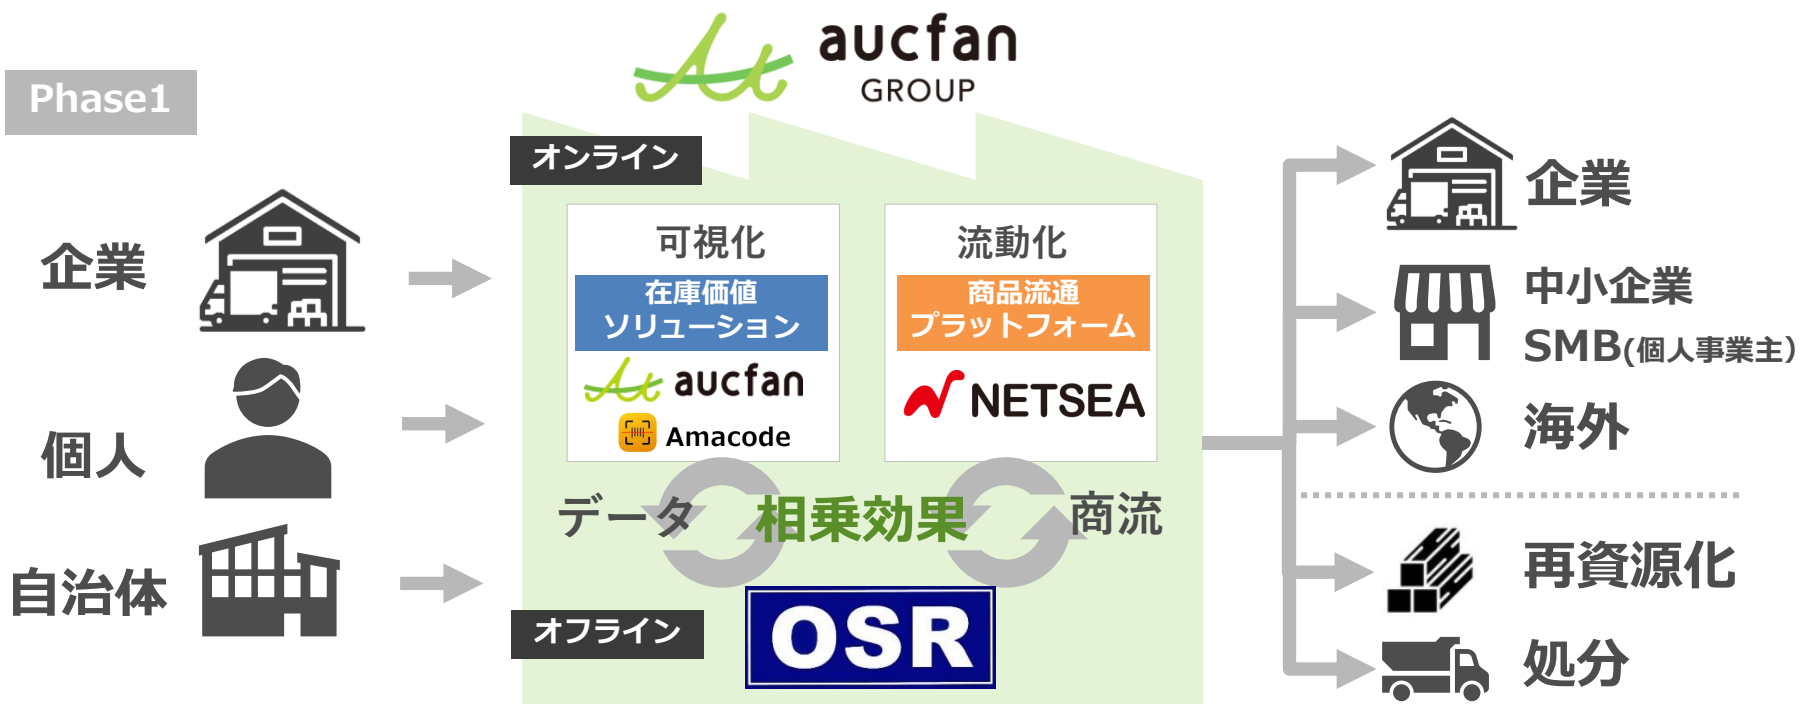 aucfan
GROUP
Phase1
企業
個人
自治体
オンライン
可視化
在庫価値
ソリューション
aucfan
Amacode
流動化
商品流通
プラットフォーム
NETSEA
データ
相乗効果
商流
オフライン
OSR
企業
中小企業
SMB(個人事業主)
海外
再資源化
処分